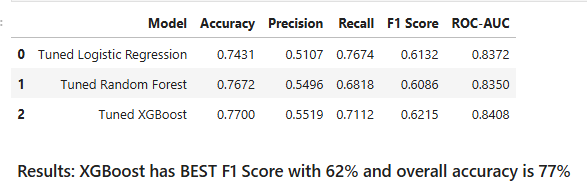 Model Accuracy Precision Recall F1 Score ROC-AUC
0 Tuned Logistic Regression 0.7431 0.5107 0.7674 0.6132 0.8372
1 Tuned Random Forest 0.7672 0.5496 0.6818 0.6086 0.8350
2 Tuned XGBoost 0.7700 0.5519 0.7112 0.6215 0.8408
Results: XGBoost has BEST F1 Score with 62% and overall accuracy is 77%